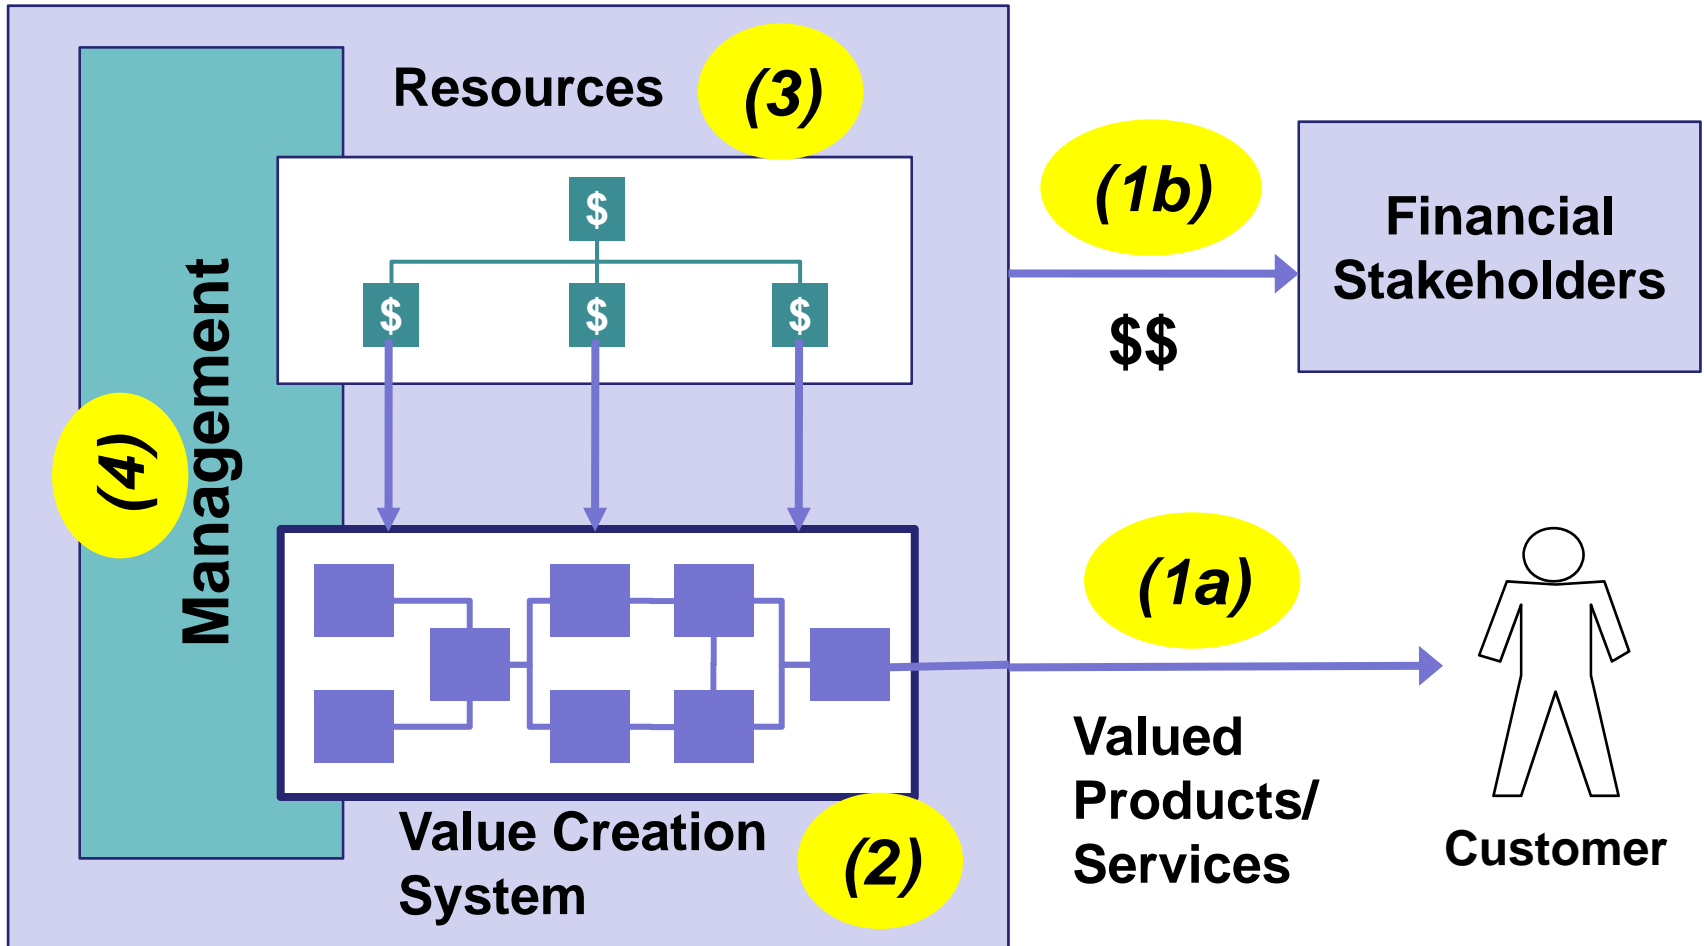 Resources
(3)
$
$
$
$
Management
(4)
Value Creation
System
(2)
(1b)
$$
Financial
Stakeholders
(1a)
Valued
Products/
Services
Customer